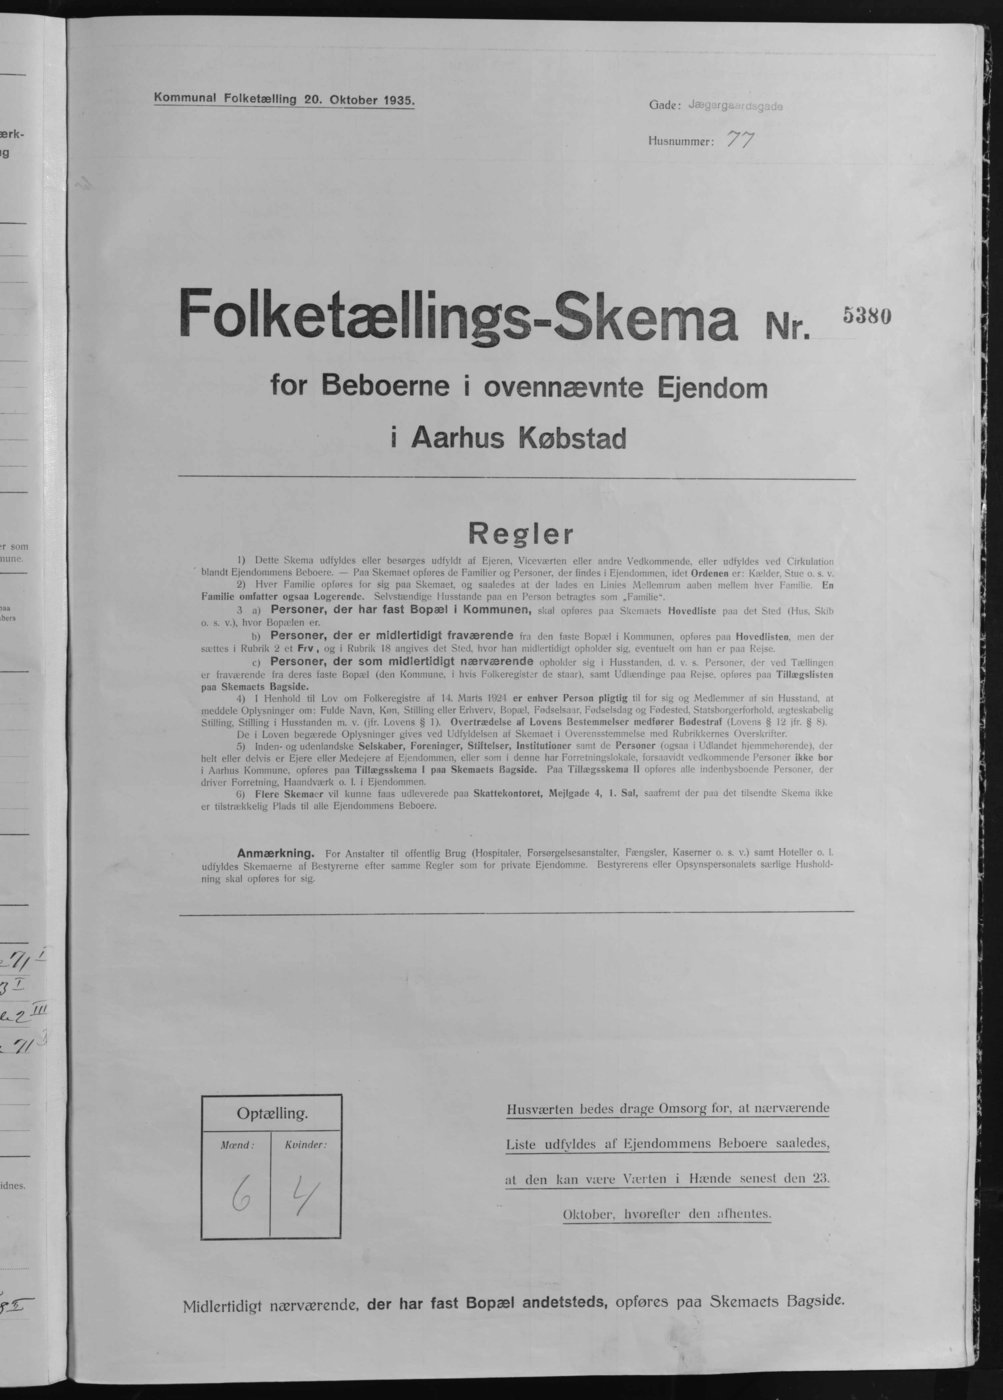 Kommunal Folketælling 20. Oktober 1935.
Gade: Jægergaardsgade
Husnummer: 77
Folketællings-Skema Nr. 5380
for Beboerne i ovennævnte Ejendom
i Aarhus Købstad
Regler
1) Dette Skema udfyldes eller besørges udfyldt af Ejeren, Viceværten eller andre Vedkommende, eller udfyldes ved Cirkulation
blandt Ejendommens Beboere. — Paa Skemaet opføres de Familier og Personer, der findes i Ejendommen, idet Ordenen er: Kælder, Stue o. s. v.
2) Hver Familie opføres for sig paa Skemaet, og saaledes at der lades en Linies Mellemrum aaben mellem hver Familie. En
Familie omfatter ogsaa Logerende. Selvstændige Husstande paa en Person betragtes som „Familie“.
3 a) Personer, der har fast Bopæl i Kommunen, skal opføres paa Skemaets Hovedliste paa det Sted (Hus, Skib
o. s. v.), hvor Bopælen er.
b) Personer, der er midlertidigt fraværende fra den faste Bopæl i Kommunen, opføres paa Hovedlisten, men der
sættes i Rubrik 2 et Frv., og i Rubrik 18 angives det Sted, hvor han midlertidigt opholder sig, eventuelt om han er paa Rejse.
c) Personer, der som midlertidigt nærværende opholder sig i Husstanden, d. v. s. Personer, der ved Tællingen
er fraværende fra deres faste Bopæl (den Kommune, i hvis Folkeregister de staar), samt Udlændinge paa Rejse, opføres paa Tillægslisten
paa Skemaets Bagside.
4) I Henhold til Lov om Folkeregistre af 14. Marts 1924 er enhver Person pligtig til for sig og Medlemmer af sin Husstand, at
meddele Oplysninger om: Fulde Navn, Køn, Stilling eller Erhverv, Bopæl, Fødselsaar, Fødselsdag og Fødested, Statsborgerforhold, ægteskabelig
Stilling, Stilling i Husstanden m. v. (jfr. Lovens § 1). Overtrædelse af Lovens Bestemmelser medfører Bødestraf (Lovens § 12 jfr. § 8).
De i Loven begærede Oplysninger gives ved Udfyldelsen af Skemaet i Overensstemmelse med Rubrikkernes Overskrifter.
5) Inden- og udenlandske Selskaber, Foreninger, Stiftelser, Institutioner samt de Personer (ogsaa i Udlandet hjemmehørende), der
helt eller delvis er Ejere eller Medejere af Ejendommen, eller som i denne har Forretningslokale, forsaavidt vedkommende Personer ikke bor
i Aarhus Kommune, opføres paa Tillægsskema I paa Skemaets Bagside. Paa Tillægsskema II opføres alle indenbysboende Personer, der
driver Forretning, Haandværk o. l. i Ejendommen.
6) Flere Skemaer vil kunne faas udleverede paa Skattekontoret, Mejlgade 4, 1. Sal, saafremt der paa det tilsendte Skema ikke
er tilstrækkelig Plads til alle Ejendommens Beboere.
Anmærkning. For Anstalter til offentlig Brug (Hospitaler, Forsørgelsesanstalter, Fængsler, Kaserner o. s. v.) samt Hoteller o. l.
udfyldes Skemaerne af Bestyrerne efter samme Regler som for private Ejendomme. Bestyrerens eller Opsynspersonalets særlige Hushold-
ning skal opføres for sig.
Optælling.
Mænd: Kvinder:
6 4
Husværten bedes drage Omsorg for, at nærværende
Liste udfyldes af Ejendommens Beboere saaledes,
at den kan være Værten i Hænde senest den 23.
Oktober, hvorefter den afhentes.
Midlertidigt nærværende, der har fast Bopæl andetsteds, opføres paa Skemaets Bagside.